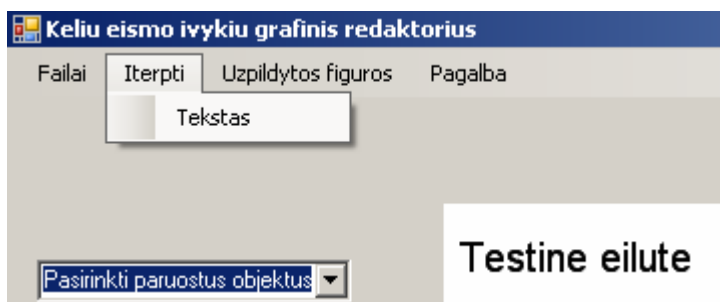 Keliu eismo ivykiu grafinis redaktorius
Failai Iterpti Uzpildytos figuros Pagalba
Tekstas
Testine eilute
Pasirinkti paruostus objektus